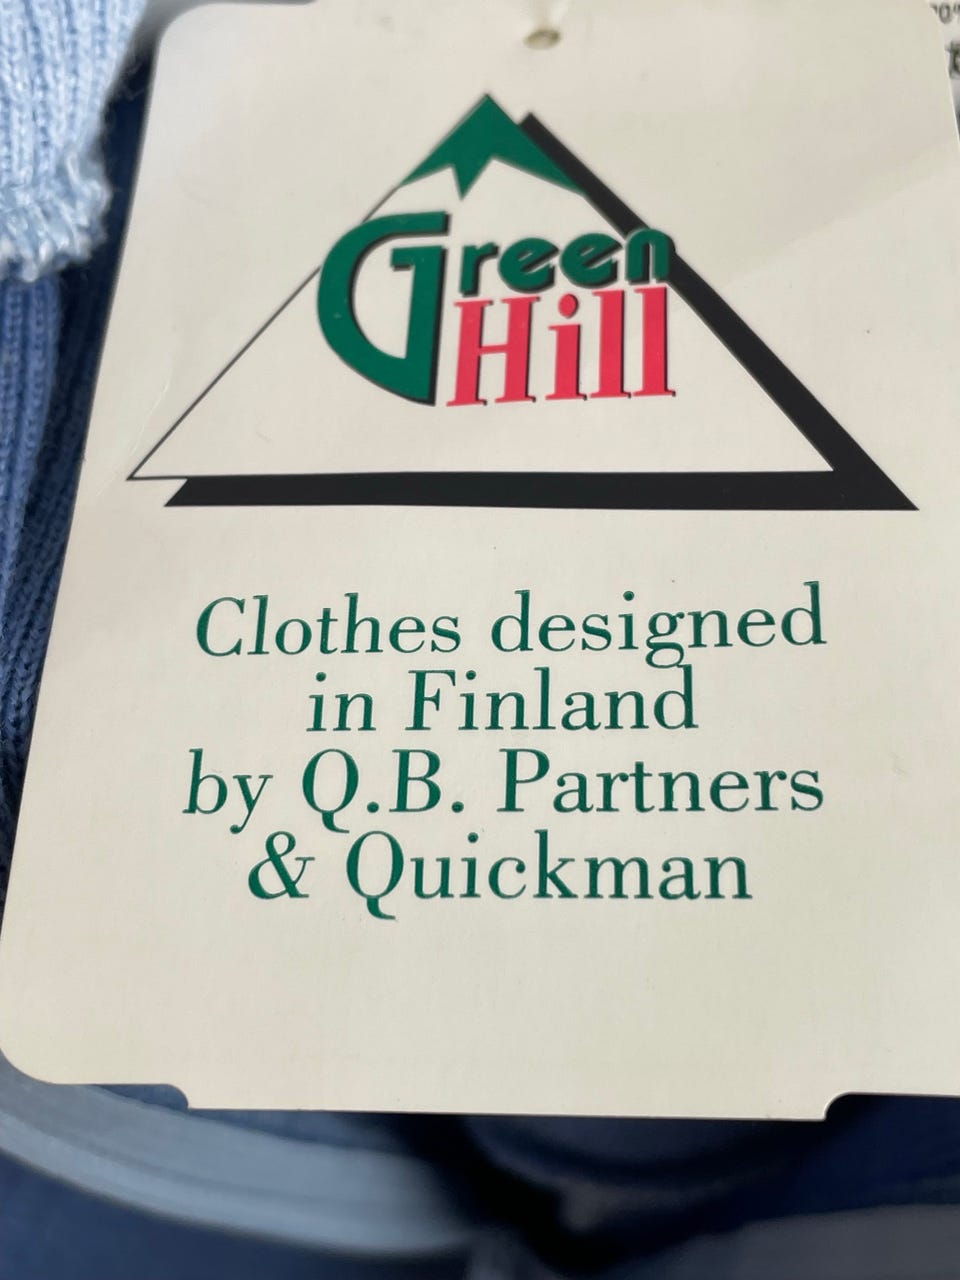 Green
Hill
Clothes designed
in Finland
by Q.B. Partners
& Quickman